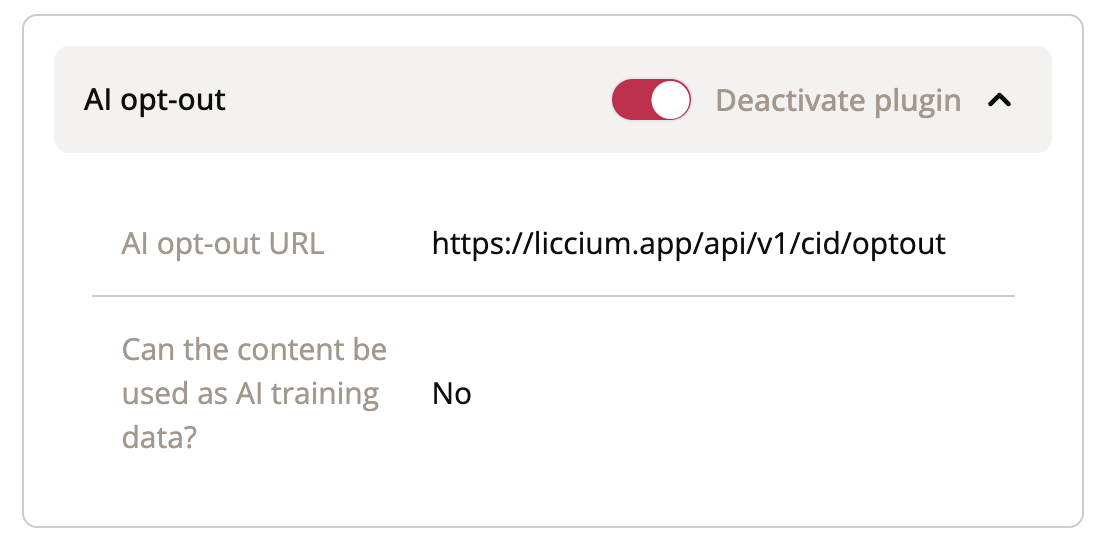 AI opt-out
Deactivate plugin
AI opt-out URL
https://liccium.app/api/v1/cid/optout
Can the content be
used as AI training
data?
No